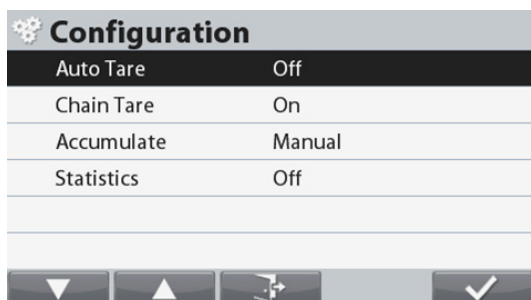 Configuration
Auto Tare Off
Chain Tare On
Accumulate Manual
Statistics Off